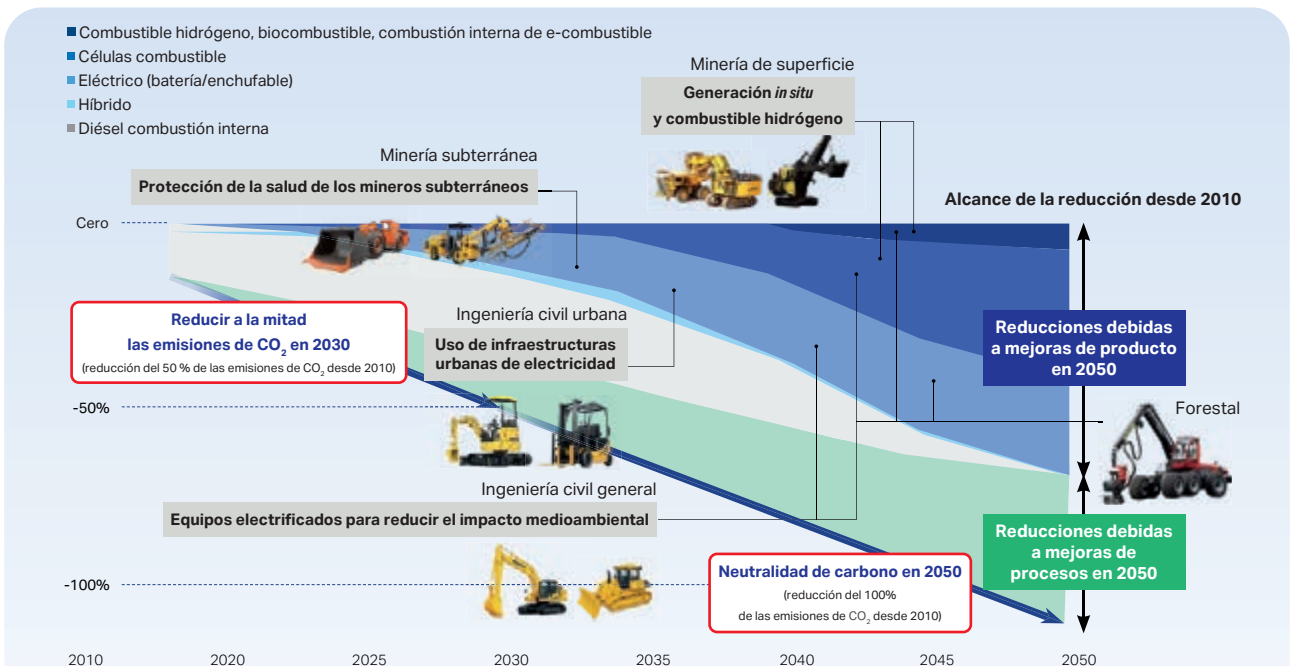 Combustible hidrógeno, biocombustible, combustión interna de e-combustible
Células combustible
Eléctrico (batería/enchufable)
Híbrido
Diésel combustión interna
Minería de superficie
Generación in situ
y combustible hidrógeno
Minería subterránea
Protección de la salud de los mineros subterráneos
Alcance de la reducción desde 2010
Cero
Reducir a la mitad
las emisiones de CO₂ en 2030
(reducción del 50 % de las emisiones de CO₂ desde 2010)
Ingeniería civil urbana
Uso de infraestructuras
urbanas de electricidad
Reducciones debidas
a mejoras de producto
en 2050
-50%
Forestal
Ingeniería civil general
Equipos electrificados para reducir el impacto medioambiental
Reducciones debidas
a mejoras de
procesos en 2050
-100%
Neutralidad de carbono en 2050
(reducción del 100%
de las emisiones de CO₂ desde 2010)
2010 2020 2025 2030 2035 2040 2045 2050